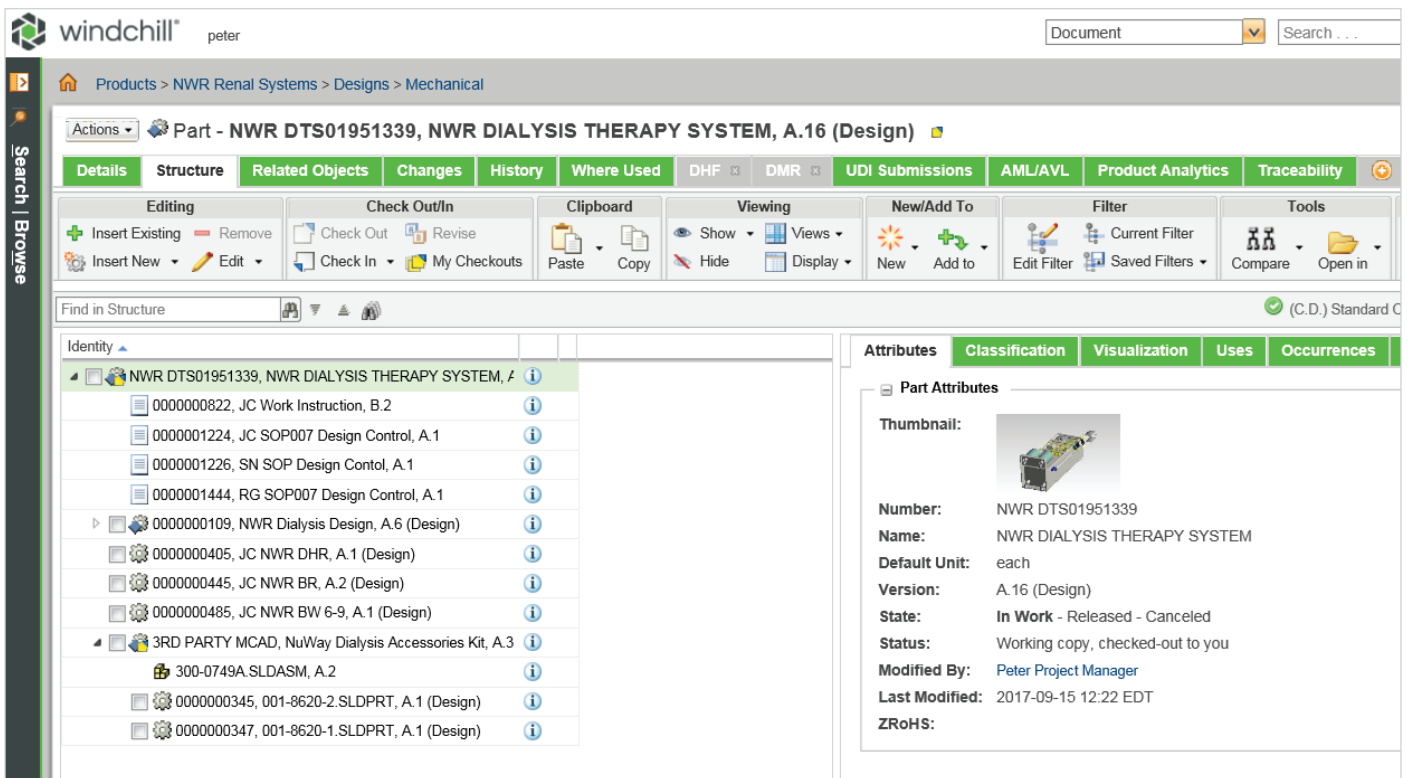 windchill® peter Document Search . . .
Products > NWR Renal Systems > Designs > Mechanical
Actions Part - NWR DTS01951339, NWR DIALYSIS THERAPY SYSTEM, A.16 (Design)
Details Structure Related Objects Changes History Where Used DHF DMR UDI Submissions AML/AVL Product Analytics Traceability
Search | Browse
Editing Check Out/In Clipboard Viewing New/Add To Filter Tools
Insert Existing Remove Check Out Revise Show Views Current Filter
Insert New Edit Check In My Checkouts Paste Copy Hide Display New Add to Edit Filter Saved Filters Compare Open in
Find in Structure (C.D.) Standard C
Identity
NWR DTS01951339, NWR DIALYSIS THERAPY SYSTEM, A
0000000822, JC Work Instruction, B.2
0000001224, JC SOP007 Design Control, A.1
0000001226, SN SOP Design Contol, A.1
0000001444, RG SOP007 Design Control, A.1
0000000109, NWR Dialysis Design, A.6 (Design)
0000000405, JC NWR DHR, A.1 (Design)
0000000445, JC NWR BR, A.2 (Design)
0000000485, JC NWR BW 6-9, A.1 (Design)
3RD PARTY MCAD, NuWay Dialysis Accessories Kit, A.3
300-0749A.SLDASM, A.2
0000000345, 001-8620-2.SLDPRT, A.1 (Design)
0000000347, 001-8620-1.SLDPRT, A.1 (Design)
Attributes Classification Visualization Uses Occurrences
Part Attributes
Thumbnail:
Number: NWR DTS01951339
Name: NWR DIALYSIS THERAPY SYSTEM
Default Unit: each
Version: A.16 (Design)
State: In Work - Released - Canceled
Status: Working copy, checked-out to you
Modified By: Peter Project Manager
Last Modified: 2017-09-15 12:22 EDT
ZRoHS: